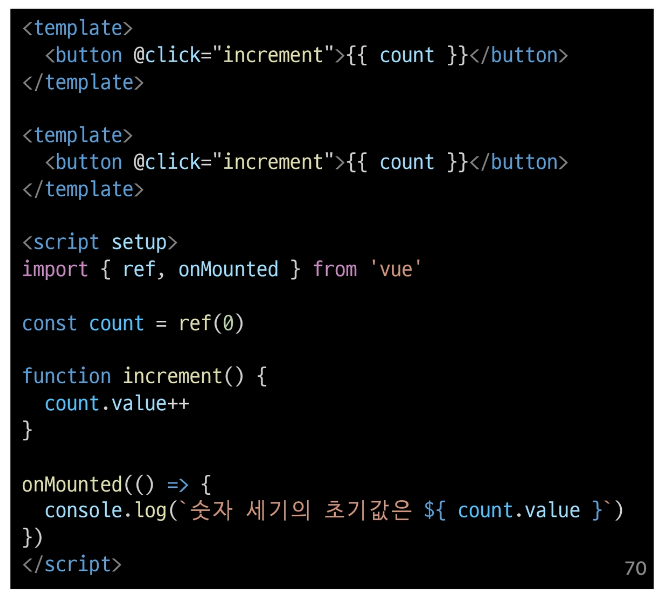 <template>
  <button @click="increment">{{ count }}</button>
</template>

<template>
  <button @click="increment">{{ count }}</button>
</template>

<script setup>
import { ref, onMounted } from 'vue'

const count = ref(0)

function increment() {
  count.value++
}

onMounted(() => {
  console.log(`숫자 세기의 초기값은 ${ count.value }`)
})
</script>
70